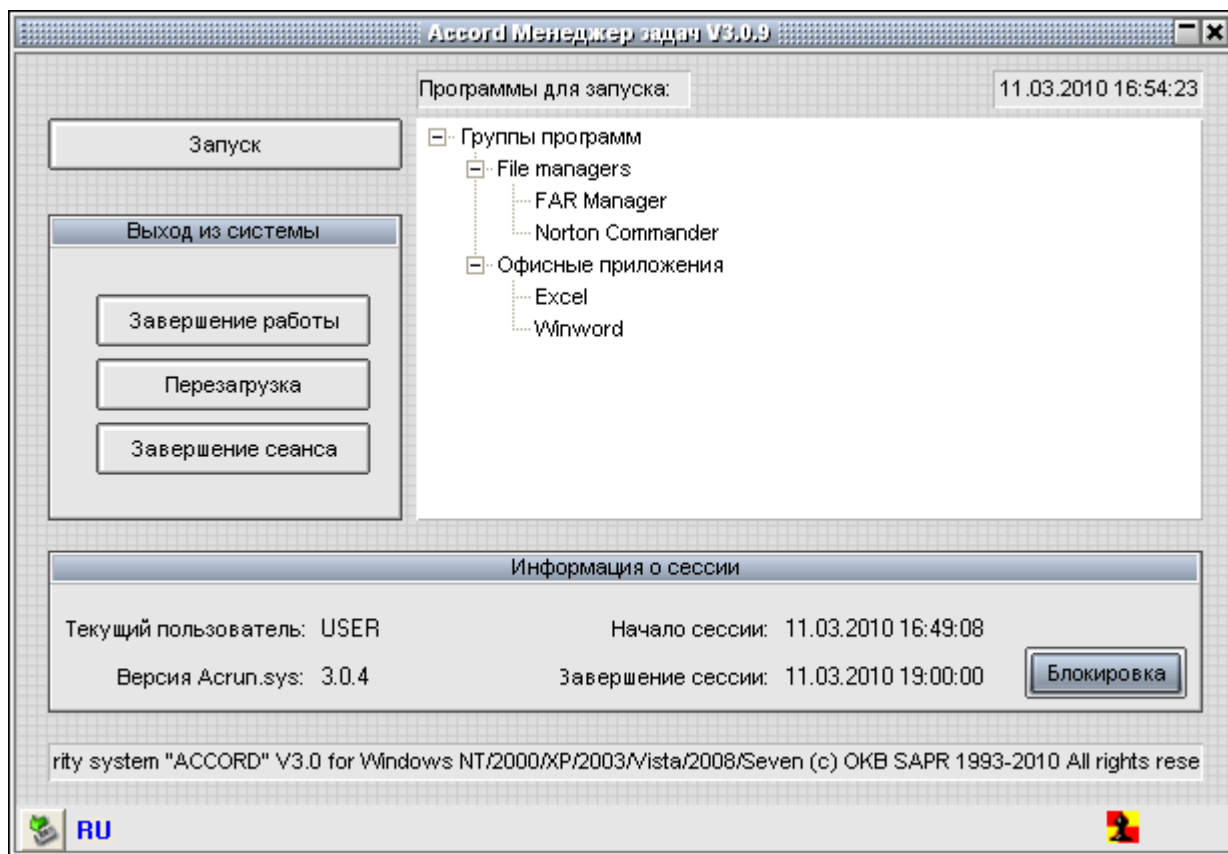 Accord Менеджер задач V3.0.9
Программы для запуска:
11.03.2010 16:54:23
Запуск
Группы программ
File managers
FAR Manager
Norton Commander
Офисные приложения
Excel
Winword
Выход из системы
Завершение работы
Перезагрузка
Завершение сеанса
Информация о сессии
Текущий пользователь: USER
Начало сессии: 11.03.2010 16:49:08
Версия Acrun.sys: 3.0.4
Завершение сессии: 11.03.2010 19:00:00
Блокировка
rity system "ACCORD" V3.0 for Windows NT/2000/XP/2003/Vista/2008/Seven (c) OKB SAPR 1993-2010 All rights rese
RU